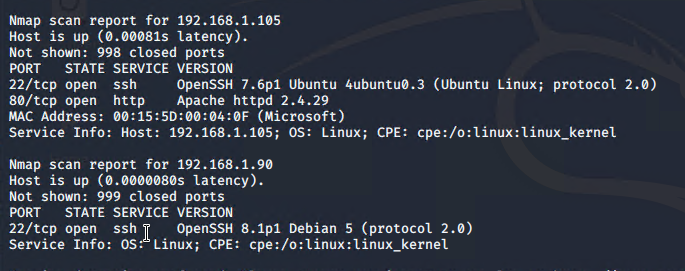 Nmap scan report for 192.168.1.105
Host is up (0.00081s latency).
Not shown: 998 closed ports
PORT   STATE SERVICE VERSION
22/tcp open  ssh     OpenSSH 7.6p1 Ubuntu 4ubuntu0.3 (Ubuntu Linux; protocol 2.0)
80/tcp open  http    Apache httpd 2.4.29
MAC Address: 00:15:5D:00:04:0F (Microsoft)
Service Info: Host: 192.168.1.105; OS: Linux; CPE: cpe:/o:linux:linux_kernel

Nmap scan report for 192.168.1.90
Host is up (0.0000080s latency).
Not shown: 999 closed ports
PORT   STATE SERVICE VERSION
22/tcp open  ssh     OpenSSH 8.1p1 Debian 5 (protocol 2.0)
Service Info: OS: Linux; CPE: cpe:/o:linux:linux_kernel